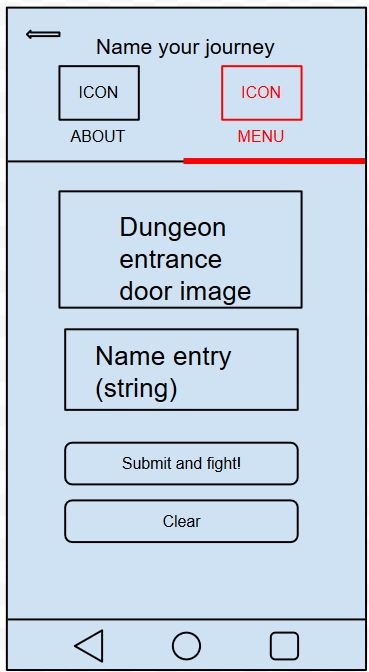 Name your journey
ICON
ICON
ABOUT
MENU
Dungeon
entrance
door image
Name entry
(string)
Submit and fight!
Clear